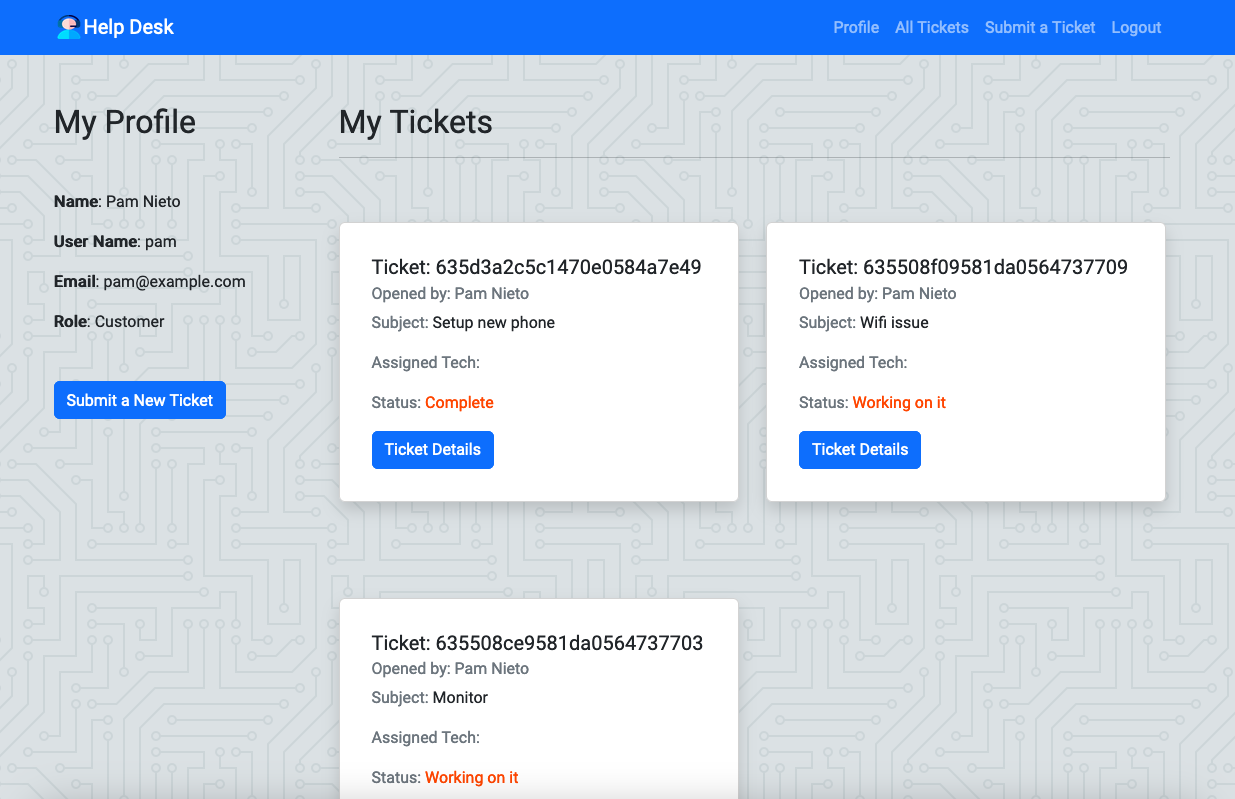 Help Desk
Profile All Tickets Submit a Ticket Logout
My Profile
Name: Pam Nieto
User Name: pam
Email: pam@example.com
Role: Customer
Submit a New Ticket
My Tickets
Ticket: 635d3a2c5c1470e0584a7e49
Opened by: Pam Nieto
Subject: Setup new phone
Assigned Tech:
Status: Complete
Ticket Details
Ticket: 635508f09581da0564737709
Opened by: Pam Nieto
Subject: Wifi issue
Assigned Tech:
Status: Working on it
Ticket Details
Ticket: 635508ce9581da0564737703
Opened by: Pam Nieto
Subject: Monitor
Assigned Tech:
Status: Working on it